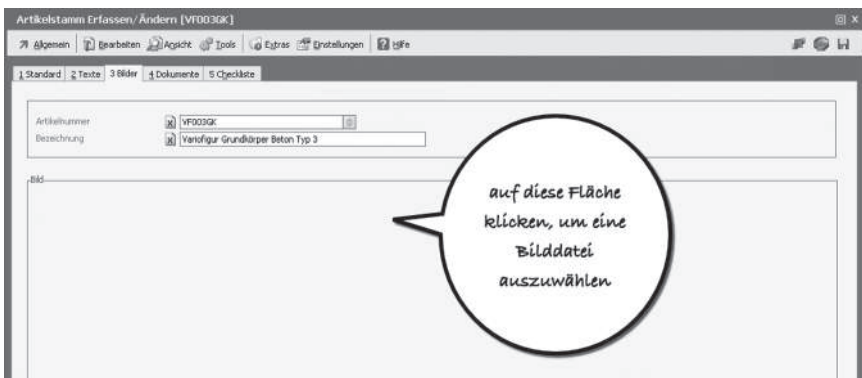 Artikelstamm Erfassen/Ändern [VF003GK]
Allgemein Bearbeiten Ansicht Tools Extras Einstellungen Hilfe
1 Standard 2 Texte 3 Bilder 4 Dokumente 5 Checkliste
Artikelnummer VF003GK
Bezeichnung Variofigur Grundkörper Beton Typ 3
Bild
auf diese Fläche
klicken, um eine
Bilddatei
auszuwählen